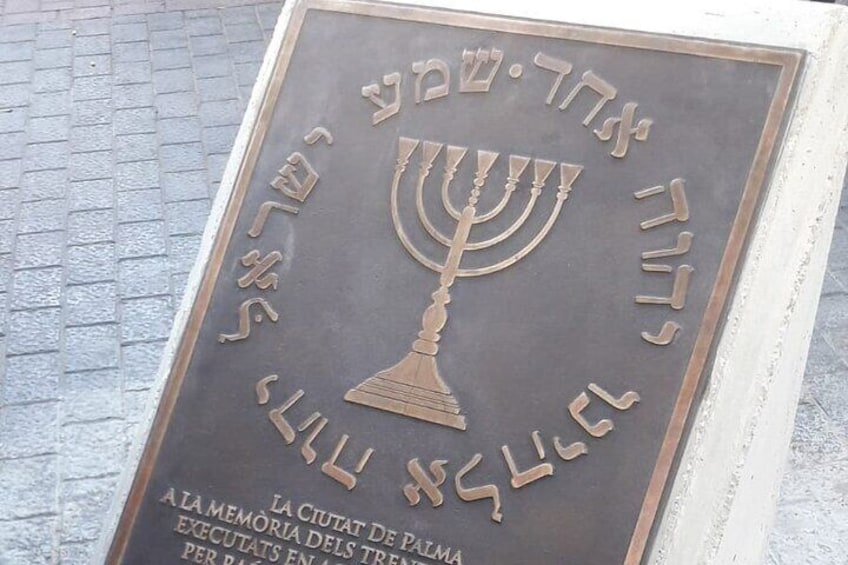 שמע ישראל יהוה אלהינו יהוה אחד
LA CIUTAT DE PALMA
A LA MEMÒRIA DELS
EXECUTATS EN
PER